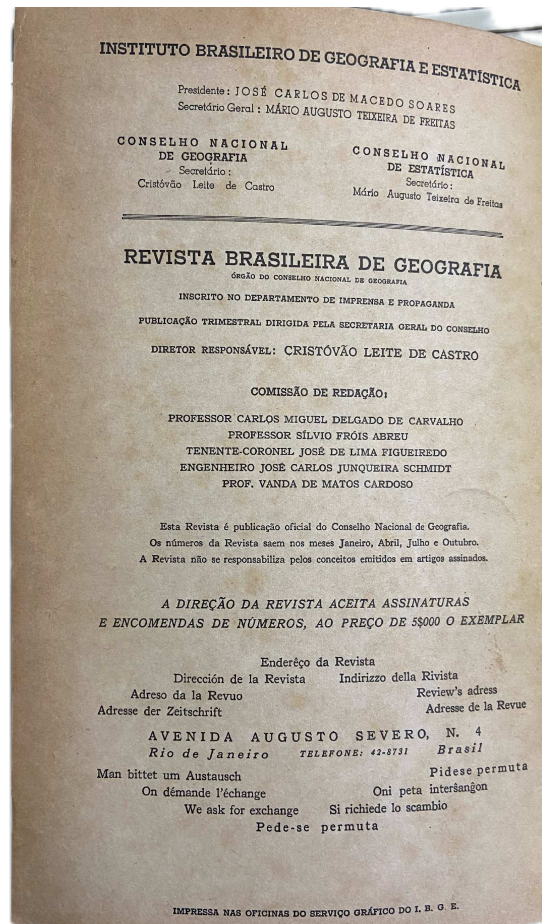 INSTITUTO BRASILEIRO DE GEOGRAFIA E ESTATÍSTICA
Presidente: JOSÉ CARLOS DE MACEDO SOARES
Secretário Geral: MÁRIO AUGUSTO TEIXEIRA DE FREITAS
CONSELHO NACIONAL
DE GEOGRAFIA
Secretário:
Cristóvão Leite de Castro
CONSELHO NACIONAL
DE ESTATÍSTICA
Secretário:
Mário Augusto Teixeira de Freitas
REVISTA BRASILEIRA DE GEOGRAFIA
ÓRGÃO DO CONSELHO NACIONAL DE GEOGRAFIA
INSCRITO NO DEPARTAMENTO DE IMPRENSA E PROPAGANDA
PUBLICAÇÃO TRIMESTRAL DIRIGIDA PELA SECRETARIA GERAL DO CONSELHO
DIRETOR RESPONSÁVEL: CRISTÓVÃO LEITE DE CASTRO
COMISSÃO DE REDAÇÃO:
PROFESSOR CARLOS MIGUEL DELGADO DE CARVALHO
PROFESSOR SÍLVIO FRÓIS ABREU
TENENTE-CORONEL JOSÉ DE LIMA FIGUEIREDO
ENGENHEIRO JOSÉ CARLOS JUNQUEIRA SCHMIDT
PROF. VANDA DE MATOS CARDOSO
Esta Revista é publicação oficial do Conselho Nacional de Geografia.
Os números da Revista saem nos meses Janeiro, Abril, Julho e Outubro.
A Revista não se responsabiliza pelos conceitos emitidos em artigos assinados.
A DIREÇÃO DA REVISTA ACEITA ASSINATURAS
E ENCOMENDAS DE NÚMEROS, AO PREÇO DE 5$000 O EXEMPLAR
Enderêço da Revista
Dirección de la Revista Indirizzo della Rivista
Adreso da la Revuo Review's adress
Adresse der Zeitschrift Adresse de la Revue
AVENIDA AUGUSTO SEVERO, N. 4
Rio de Janeiro TELEFONE: 42-8731 Brasil
Man bittet um Austausch Pidese permuta
On démande l'échange Oni peta interŝanĝon
We ask for exchange Si richiede lo scambio
Pede-se permuta
IMPRESSA NAS OFICINAS DO SERVIÇO GRÁFICO DO I. B. G. E.